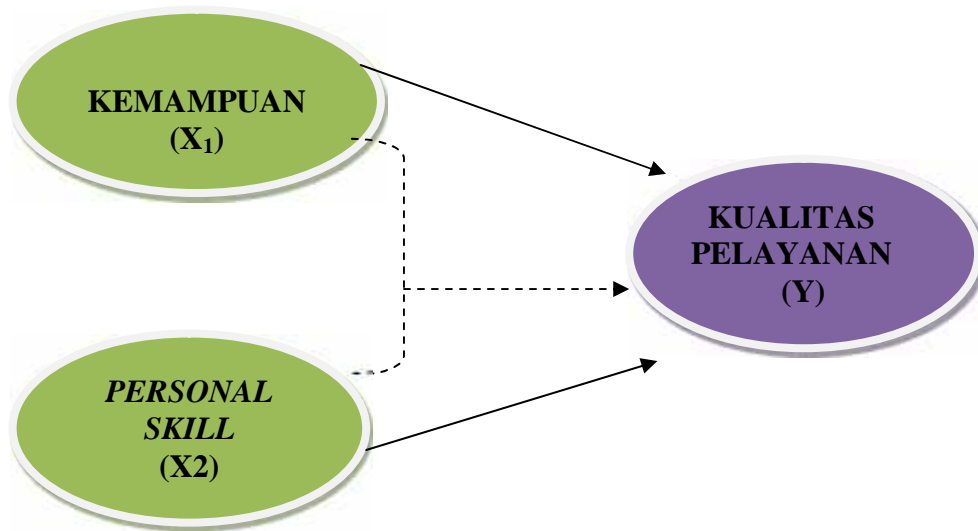 KEMAMPUAN
(X₁)
KUALITAS
PELAYANAN
(Y)
PERSONAL
SKILL
(X2)